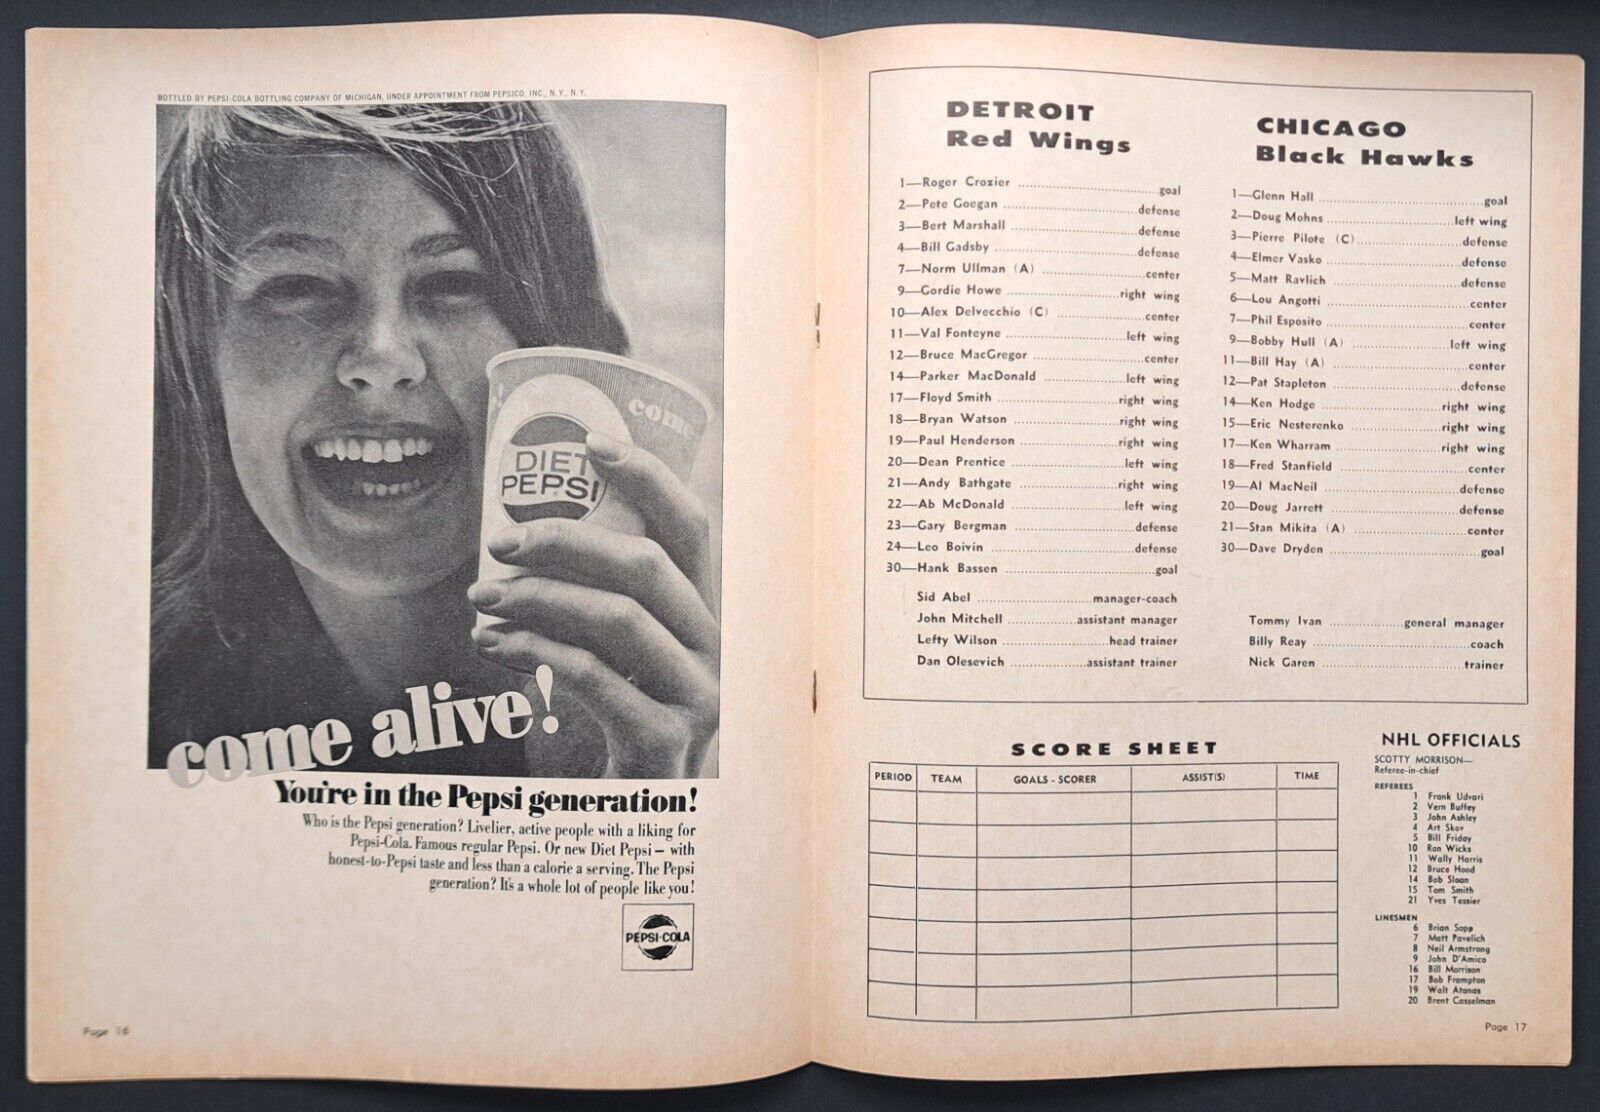 BOTTLED BY PEPSI-COLA BOTTLING COMPANY OF MICHIGAN, UNDER APPOINTMENT FROM PEPSICO, INC., N. Y., N. Y.
come
DIET
PEPSI
come alive!
You're in the Pepsi generation!
Who is the Pepsi generation? Livelier, active people with a liking for
Pepsi-Cola. Famous regular Pepsi. Or new Diet Pepsi — with
honest-to-Pepsi taste and less than a calorie a serving. The Pepsi
generation? It's a whole lot of people like you!
PEPSI-COLA
Page 16
DETROIT
Red Wings
1—Roger Crozier ........ goal
2—Pete Goegan ........ defense
3—Bert Marshall ........ defense
4—Bill Gadsby ........ defense
7—Norm Ullman (A) ........ center
9—Gordie Howe ........ right wing
10—Alex Delvecchio (C) ........ center
11—Val Fonteyne ........ left wing
12—Bruce MacGregor ........ center
14—Parker MacDonald ........ left wing
17—Floyd Smith ........ right wing
18—Bryan Watson ........ right wing
19—Paul Henderson ........ right wing
20—Dean Prentice ........ left wing
21—Andy Bathgate ........ right wing
22—Ab McDonald ........ left wing
23—Gary Bergman ........ defense
24—Leo Boivin ........ defense
30—Hank Bassen ........ goal
Sid Abel ........ manager-coach
John Mitchell ........ assistant manager
Lefty Wilson ........ head trainer
Dan Olesevich ........ assistant trainer
CHICAGO
Black Hawks
1—Glenn Hall ........ goal
2—Doug Mohns ........ left wing
3—Pierre Pilote (C) ........ defense
4—Elmer Vasko ........ defense
5—Matt Ravlich ........ defense
6—Lou Angotti ........ center
7—Phil Esposito ........ center
9—Bobby Hull (A) ........ left wing
11—Bill Hay (A) ........ center
12—Pat Stapleton ........ defense
14—Ken Hodge ........ right wing
15—Eric Nesterenko ........ right wing
17—Ken Wharram ........ right wing
18—Fred Stanfield ........ center
19—Al MacNeil ........ defense
20—Doug Jarrett ........ defense
21—Stan Mikita (A) ........ center
30—Dave Dryden ........ goal
Tommy Ivan ........ general manager
Billy Reay ........ coach
Nick Garen ........ trainer
SCORE SHEET
PERIOD TEAM GOALS - SCORER ASSIST(S) TIME
NHL OFFICIALS
SCOTTY MORRISON—
Referee-in-chief
REFEREES
1 Frank Udvari
2 Vern Buffey
3 John Ashley
4 Art Skov
5 Bill Friday
10 Ron Wicks
11 Wally Harris
12 Bruce Hood
14 Bob Sloan
15 Tom Smith
21 Yves Tessier
LINESMEN
6 Brian Sopp
7 Matt Pavelich
8 Neil Armstrong
9 John D'Amico
16 Bill Morrison
17 Bob Frampton
19 Walt Atanas
20 Brent Casselman
Page 17